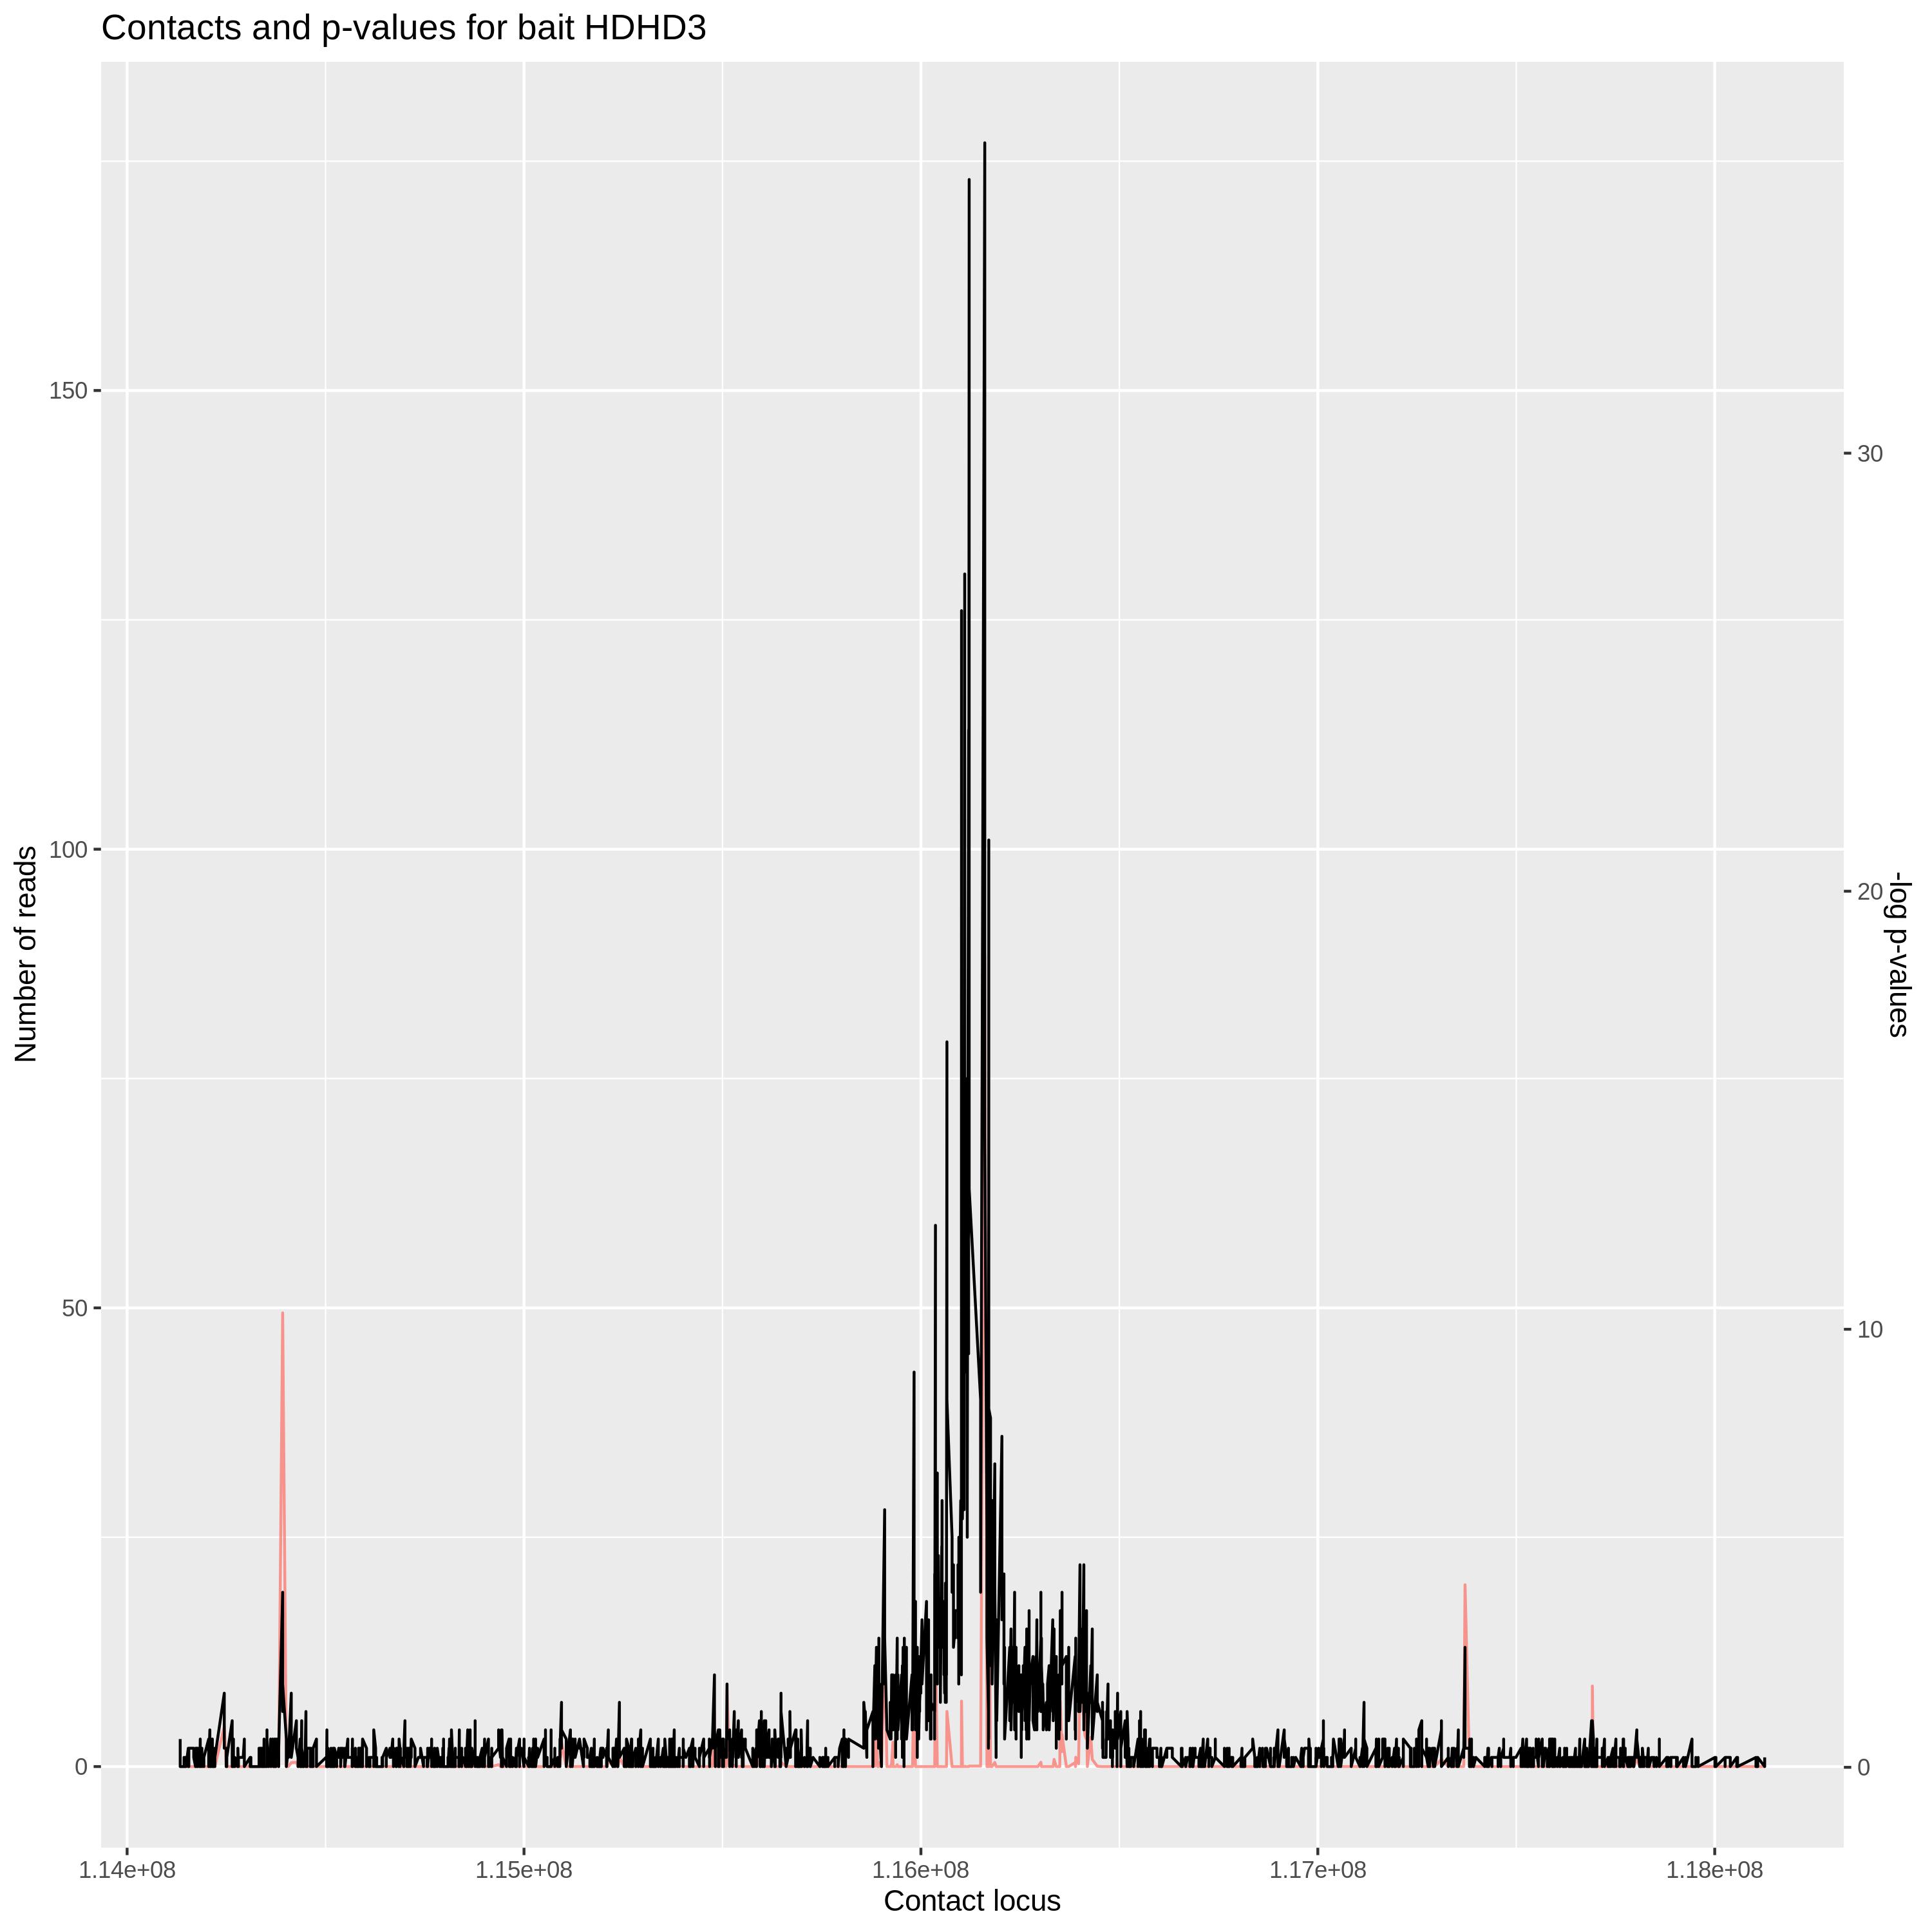 Contacts and p-values for bait HDHD3
150
100
50
0
Number of reads
30
20
10
0
-log p-values
1.14e+08
1.15e+08
1.16e+08
1.17e+08
1.18e+08
Contact locus